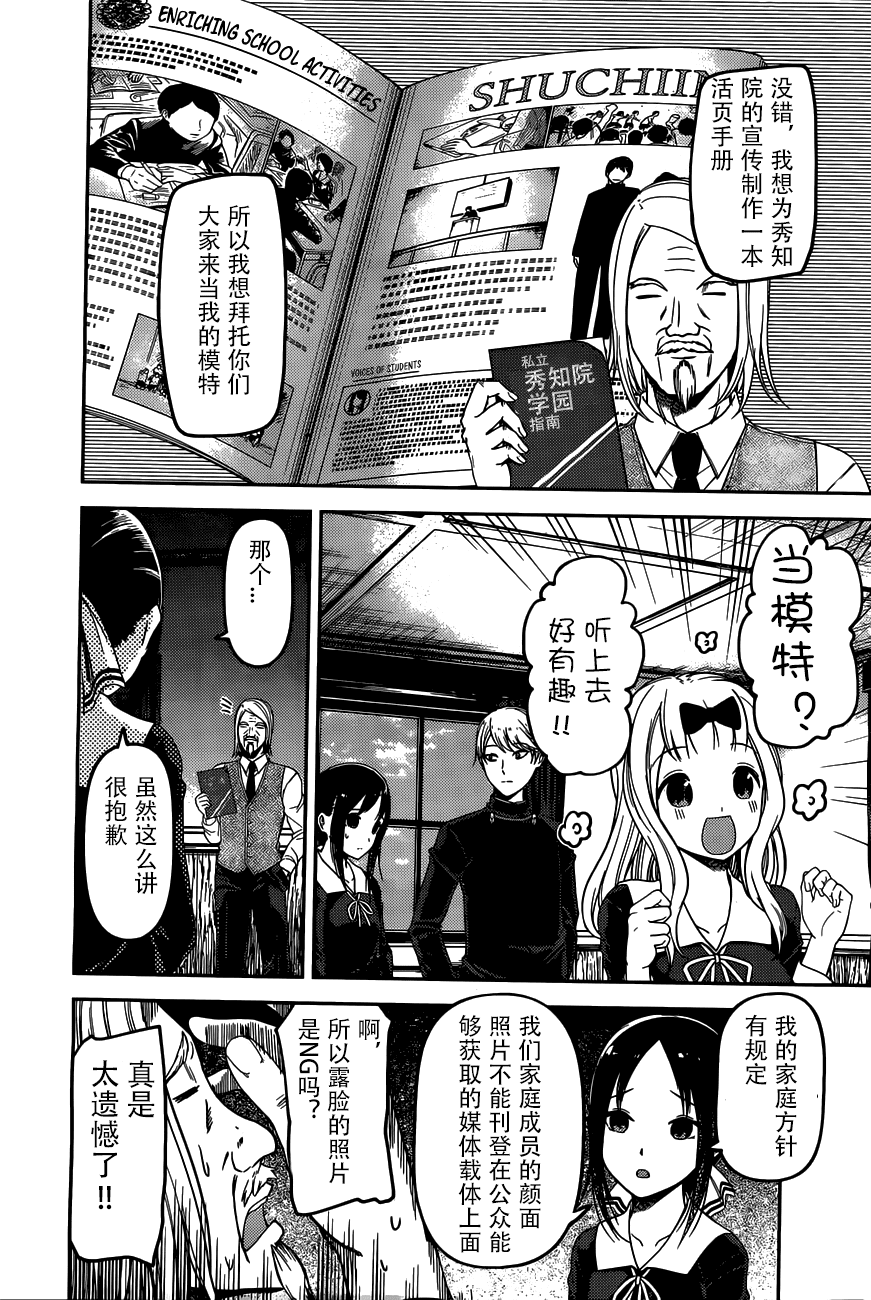 没错，我想为秀知
院的宣传制作一本
活页手册
ENRICHING SCHOOL ACTIVITIES
SHUCHIIN
VOICES OF STUDENTS
私立
秀知院
学园
指南
所以我想拜托你们
大家来当我的模特
当模特？
听上去
好有趣!!
那个…
虽然这么讲
很抱歉
我的家庭方针
有规定
我们家庭成员的颜面
照片不能刊登在公众能
够获取的媒体载体上面
啊，
所以露脸的照片
是NG吗？
真是
太遗憾了!!